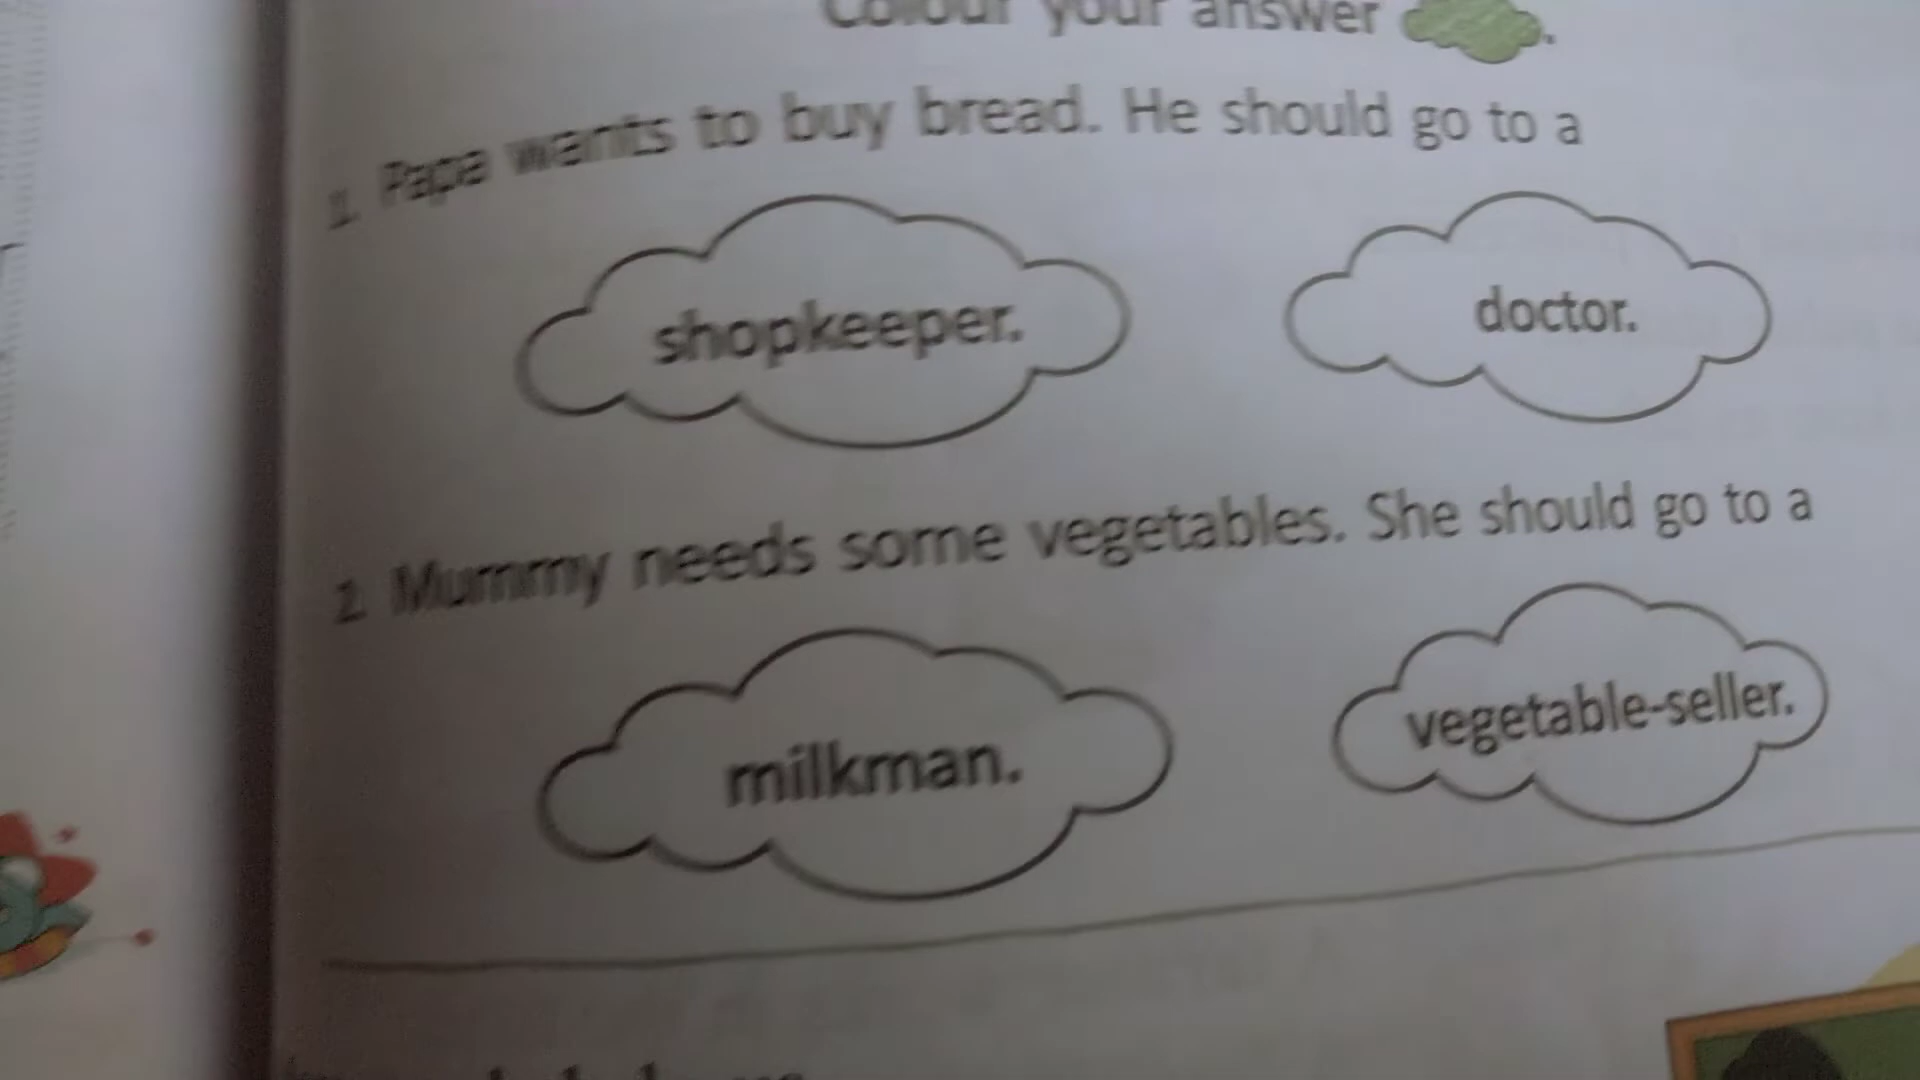 Colour your answer
1. Papa wants to buy bread. He should go to a
shopkeeper. doctor.
2. Mummy needs some vegetables. She should go to a
milkman. vegetable-seller.